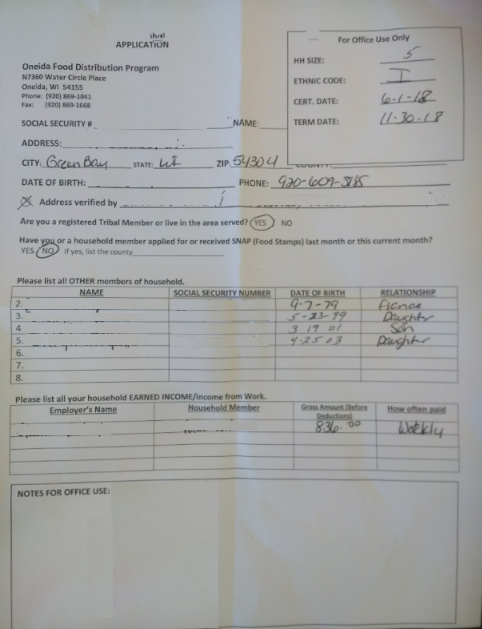 APPLICATION
Oneida Food Distribution Program
N7360 Water Circle Place
Oneida, WI 54155
Phone: (920) 869-1041
Fax: (920) 869-1668
For Office Use Only
HH SIZE: 5
ETHNIC CODE: I
CERT. DATE: 6-1-18
TERM DATE: 11-30-18
SOCIAL SECURITY # NAME:
ADDRESS:
CITY: Green Bay STATE: WI ZIP 54304 COUNTY
DATE OF BIRTH: PHONE: 920-609-3185
Address verified by
Are you a registered Tribal Member or live in the area served? YES NO
Have you or a household member applied for or received SNAP (Food Stamps) last month or this current month?
YES NO If yes, list the county
Please list all OTHER members of household.
NAME SOCIAL SECURITY NUMBER DATE OF BIRTH RELATIONSHIP
2. 9-7-79 fiance
3. 5-23-99 Daughter
4. 3 19 01 Son
5. 4-25 03 Daughter
6.
7.
8.
Please list all your household EARNED INCOME/Income from Work.
Employer's Name Household Member Gross Amount (Before Deductions) How often paid
836.00 Weekly
NOTES FOR OFFICE USE: